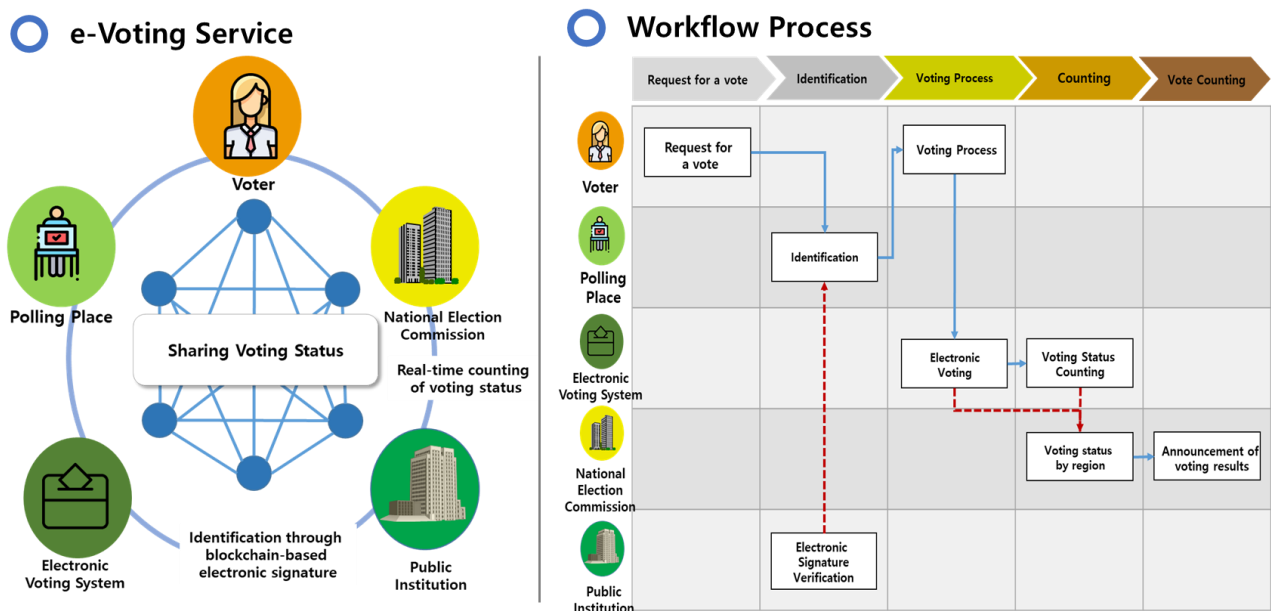 e-Voting Service
Voter
Polling Place
National Election
Commission
Sharing Voting Status
Real-time counting
of voting status
Identification through
blockchain-based
electronic signature
Electronic
Voting System
Public
Institution
Workflow Process
Request for a vote
Identification
Voting Process
Counting
Vote Counting
Voter
Request for
a vote
Voting Process
Polling
Place
Identification
Electronic
Voting System
Electronic
Voting
Voting Status
Counting
National
Election
Commission
Voting status
by region
Announcement of
voting results
Public
Institution
Electronic
Signature
Verification